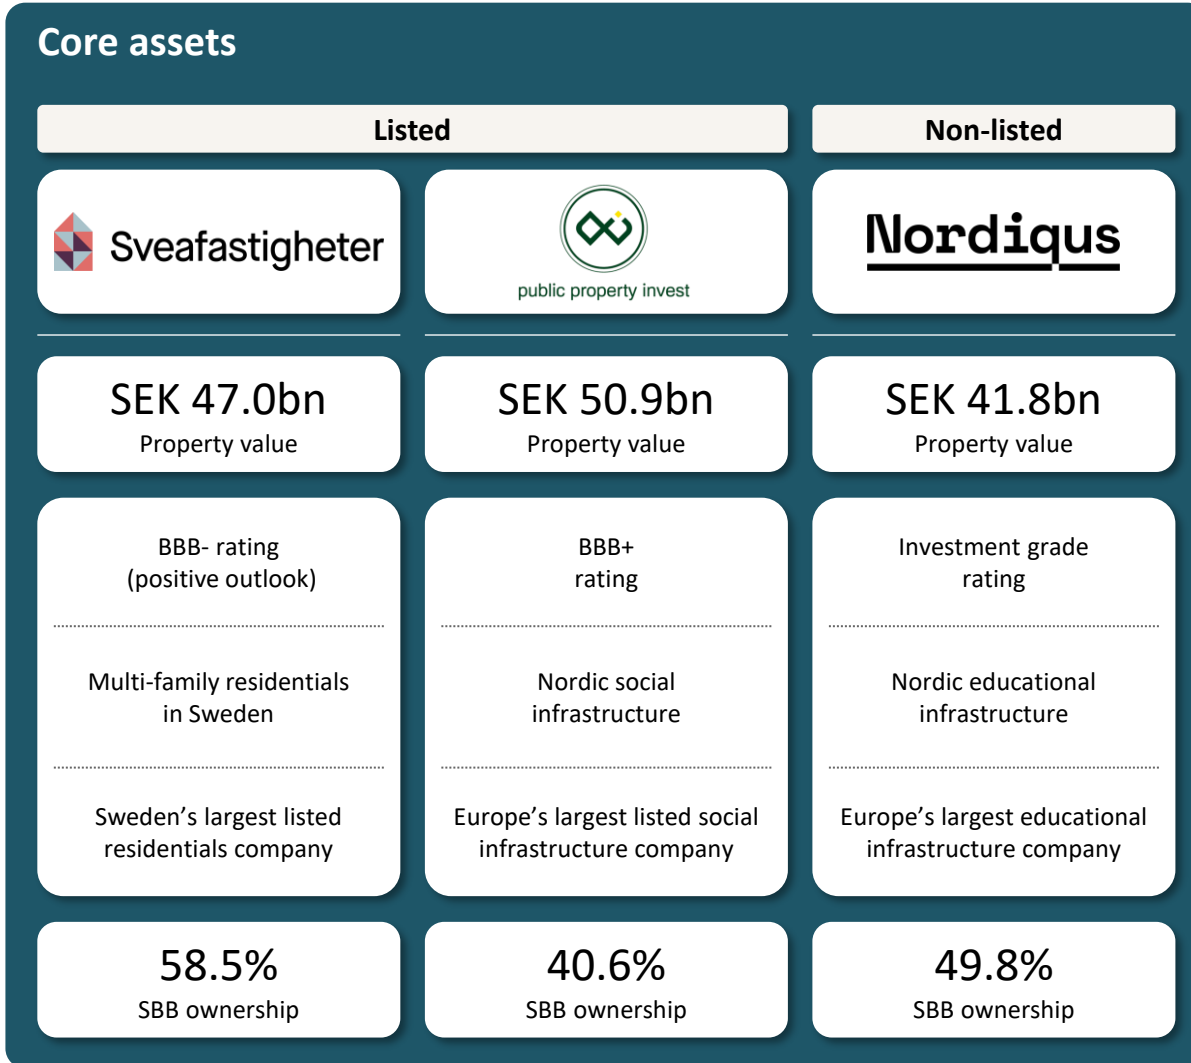 Core assets
Listed
Non-listed
Sveafastigheter
public property invest
Nordiqus
SEK 47.0bn
Property value
SEK 50.9bn
Property value
SEK 41.8bn
Property value
BBB- rating
(positive outlook)
BBB+
rating
Investment grade
rating
Multi-family residentials
in Sweden
Nordic social
infrastructure
Nordic educational
infrastructure
Sweden’s largest listed
residentials company
Europe’s largest listed social
infrastructure company
Europe’s largest educational
infrastructure company
58.5%
SBB ownership
40.6%
SBB ownership
49.8%
SBB ownership